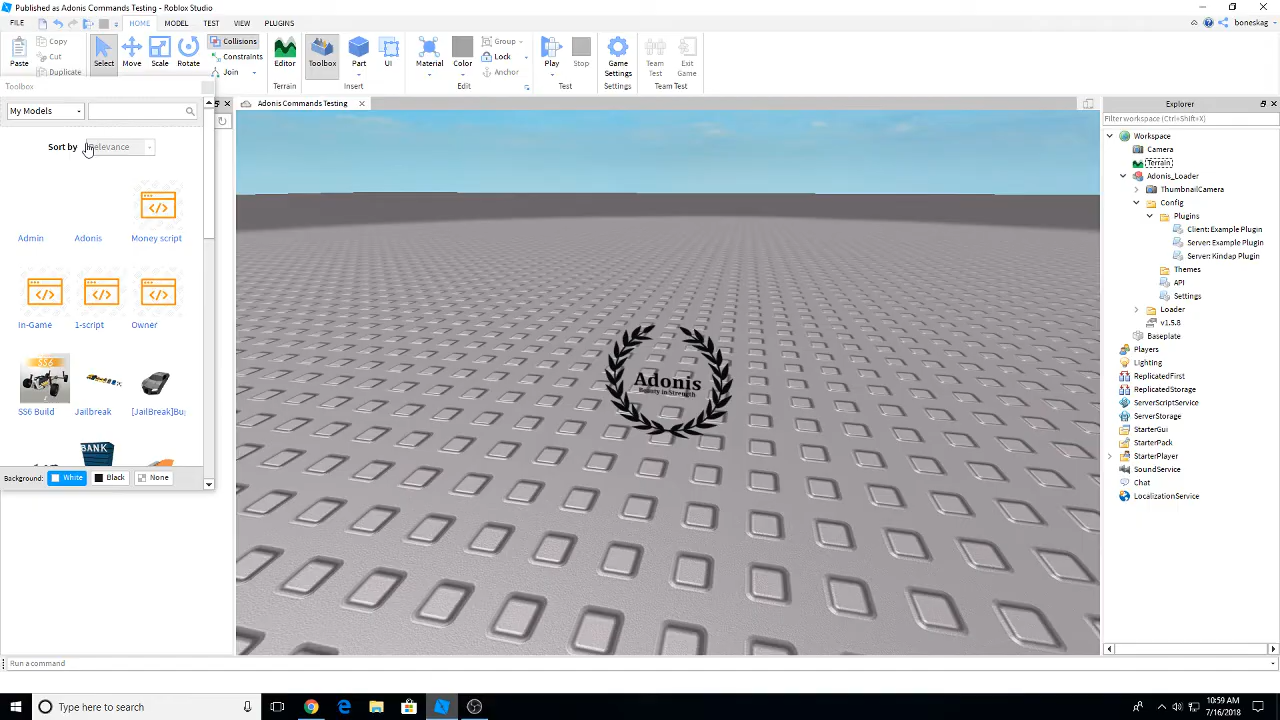 Published as Adonis Commands Testing - Roblox Studio
FILE HOME MODEL TEST VIEW PLUGINS boneskag
Paste Copy Cut Duplicate Select Move Scale Rotate Collisions Constraints Join Editor Toolbox Part UI Material Color Group Lock Anchor Play Stop Game Settings Team Test Exit Game
Terrain Insert Edit Team Test
Toolbox
My Models
Sort by Relevance
Admin Adonis Money script
In-Game 1-script Owner
SS6
SS6 Build Jailbreak [JailBreak]Bu
BANK
Background: White Black None
Adonis Commands Testing
Adonis
Beauty in Strength
Explorer
Filter workspace (Ctrl+Shift+X)
Workspace
Camera
Terrain
Adonis_Loader
ThumbnailCamera
Config
Plugins
Client: Example Plugin
Server: Example Plugin
Server: Kindap Plugin
Themes
API
Settings
Loader
v1.5.8
Baseplate
Players
Lighting
ReplicatedFirst
ReplicatedStorage
ServerScriptService
ServerStorage
StarterGui
StarterPack
StarterPlayer
SoundService
Chat
LocalizationService
Run a command
Type here to search
10:59 AM
7/16/2018